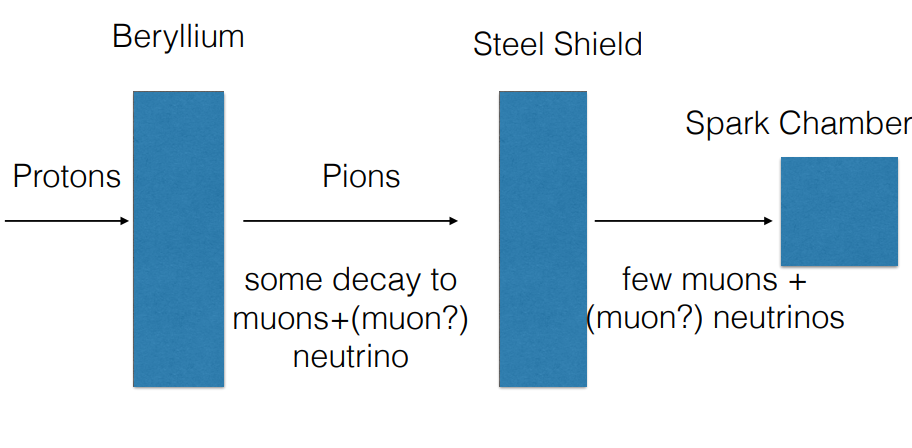 Beryllium
Steel Shield
Spark Chamber
Protons
Pions
some decay to
muons+(muon?)
neutrino
few muons +
(muon?) neutrinos